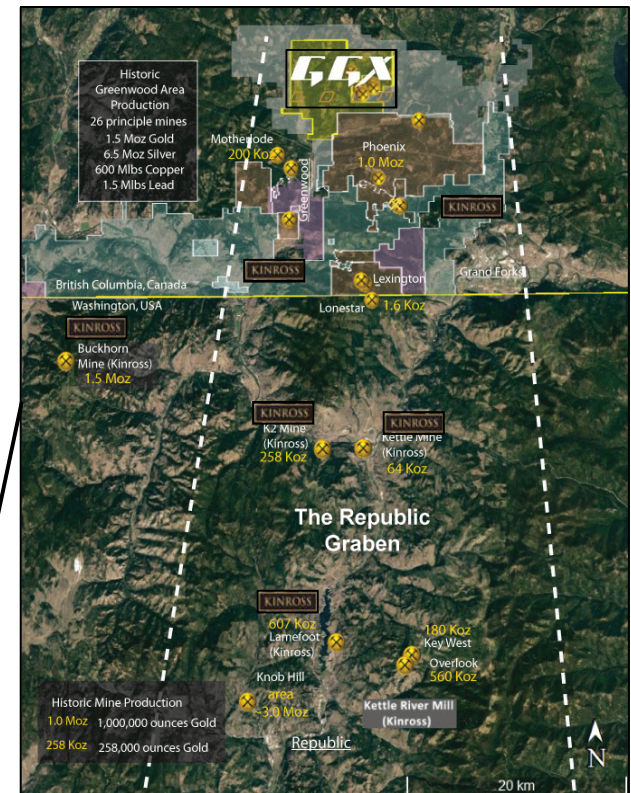 GGX
Historic
Greenwood Area
Production
26 principle mines
1.5 Moz Gold
6.5 Moz Silver
600 Mlbs Copper
1.5 Mlbs Lead
Motherlode
200 Koz
Greenwood
Phoenix
1.0 Moz
KINROSS
KINROSS
Lexington
Grand Forks
British Columbia, Canada
Washington, USA
Lonestar
1.6 Koz
KINROSS
Buckhorn
Mine (Kinross)
1.5 Moz
KINROSS
K2 Mine
(Kinross)
258 Koz
KINROSS
Kettle Mine
(Kinross)
64 Koz
The Republic
Graben
KINROSS
607 Koz
Lamefoot
(Kinross)
180 Koz
Key West
Overlook
560 Koz
Knob Hill
area
~3.0 Moz
Kettle River Mill
(Kinross)
Republic
Historic Mine Production
1.0 Moz 1,000,000 ounces Gold
258 Koz 258,000 ounces Gold
N
20 km